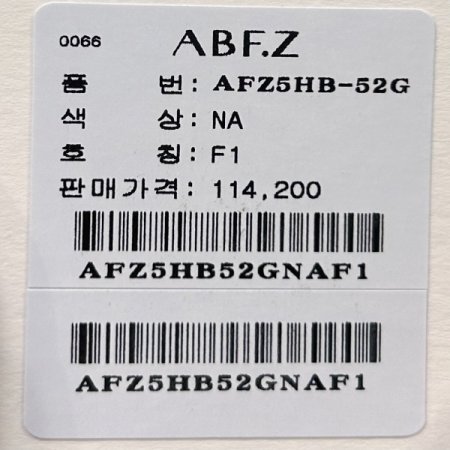 0066 ABF.Z
품 번: AFZ5HB-52G
색 상: NA
호 칭: F1
판매가격: 114,200
AFZ5HB52GNAF1
AFZ5HB52GNAF1